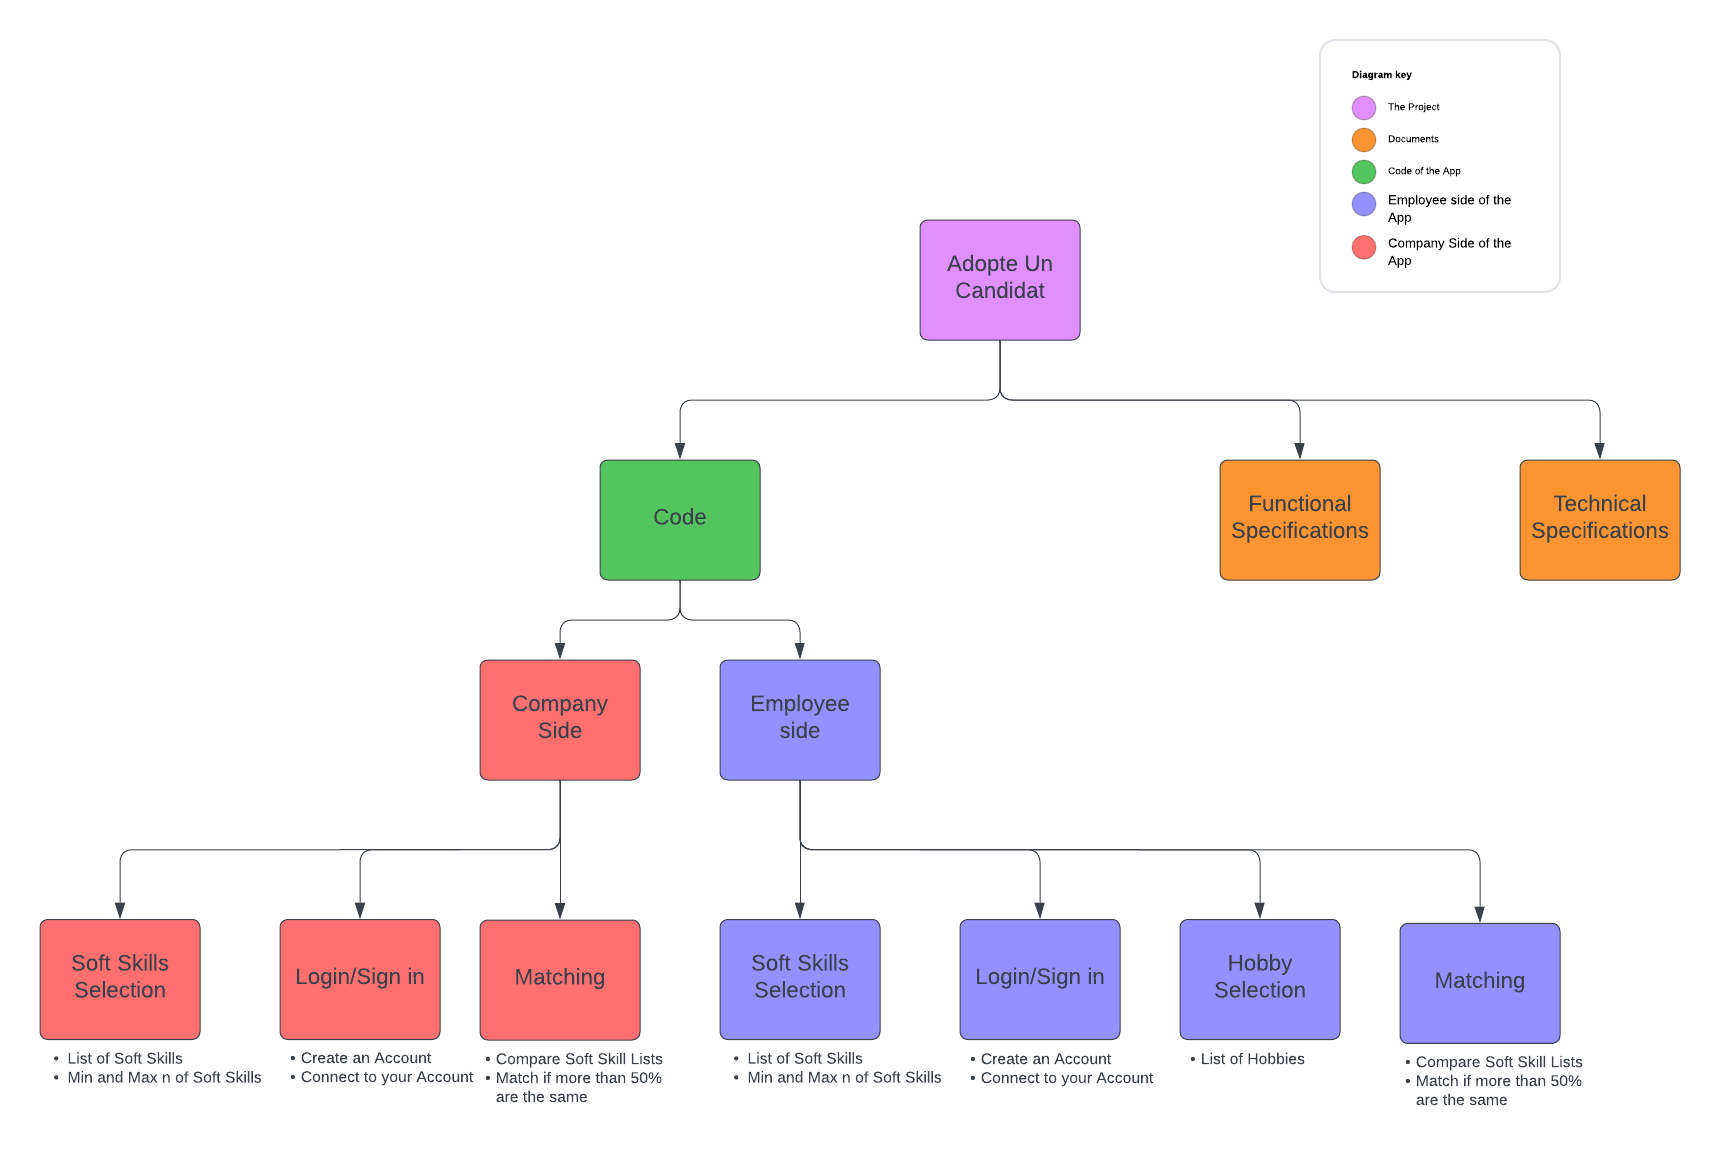 Diagram key
The Project
Documents
Code of the App
Employee side of the
App
Company Side of the
App
Adopte Un
Candidat
Code
Functional
Specifications
Technical
Specifications
Company
Side
Employee
side
Soft Skills
Selection
• List of Soft Skills
• Min and Max n of Soft Skills
Login/Sign in
• Create an Account
• Connect to your Account
Matching
• Compare Soft Skill Lists
• Match if more than 50%
are the same
Soft Skills
Selection
• List of Soft Skills
• Min and Max n of Soft Skills
Login/Sign in
• Create an Account
• Connect to your Account
Hobby
Selection
• List of Hobbies
Matching
• Compare Soft Skill Lists
• Match if more than 50%
are the same